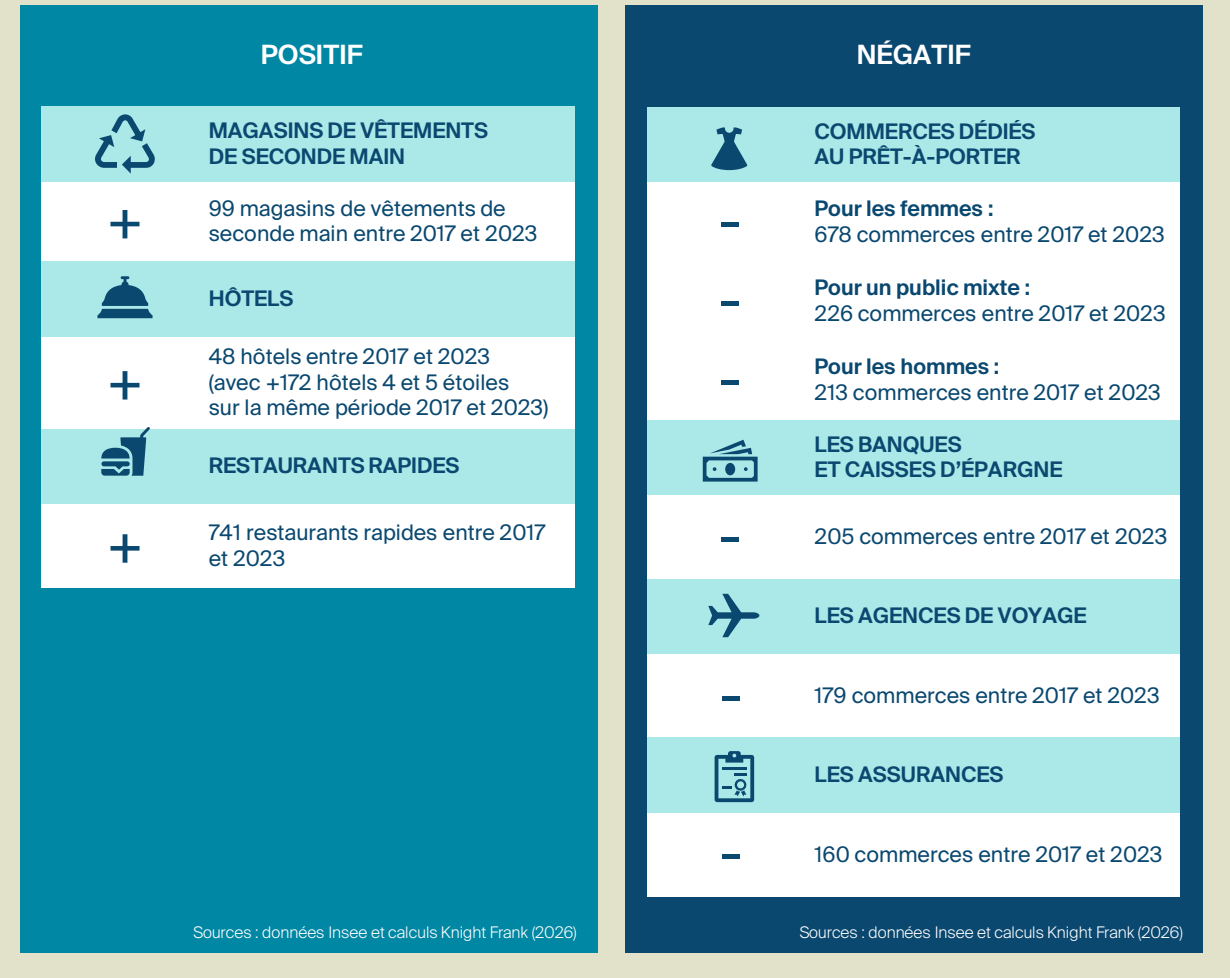 POSITIF
MAGASINS DE VÊTEMENTS
DE SECONDE MAIN
+
99 magasins de vêtements de
seconde main entre 2017 et 2023
HÔTELS
+
48 hôtels entre 2017 et 2023
(avec +172 hôtels 4 et 5 étoiles
sur la même période 2017 et 2023)
RESTAURANTS RAPIDES
+
741 restaurants rapides entre 2017
et 2023
Sources : données Insee et calculs Knight Frank (2026)
NÉGATIF
COMMERCES DÉDIÉS
AU PRÊT-À-PORTER
-
Pour les femmes :
678 commerces entre 2017 et 2023
-
Pour un public mixte :
226 commerces entre 2017 et 2023
-
Pour les hommes :
213 commerces entre 2017 et 2023
LES BANQUES
ET CAISSES D’ÉPARGNE
-
205 commerces entre 2017 et 2023
LES AGENCES DE VOYAGE
-
179 commerces entre 2017 et 2023
LES ASSURANCES
-
160 commerces entre 2017 et 2023
Sources : données Insee et calculs Knight Frank (2026)